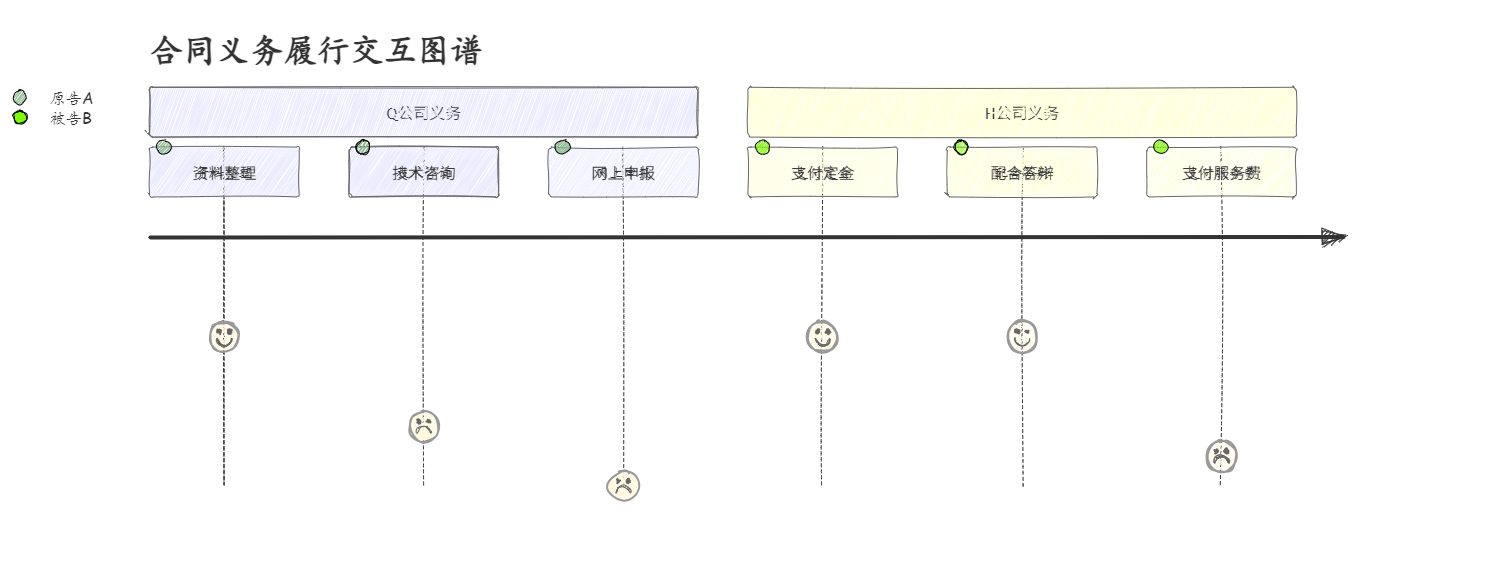 合同义务履行交互图谱
原告A
被告B
Q公司义务
H公司义务
资料整理
技术咨询
网上申报
支付定金
配合答辩
支付服务费